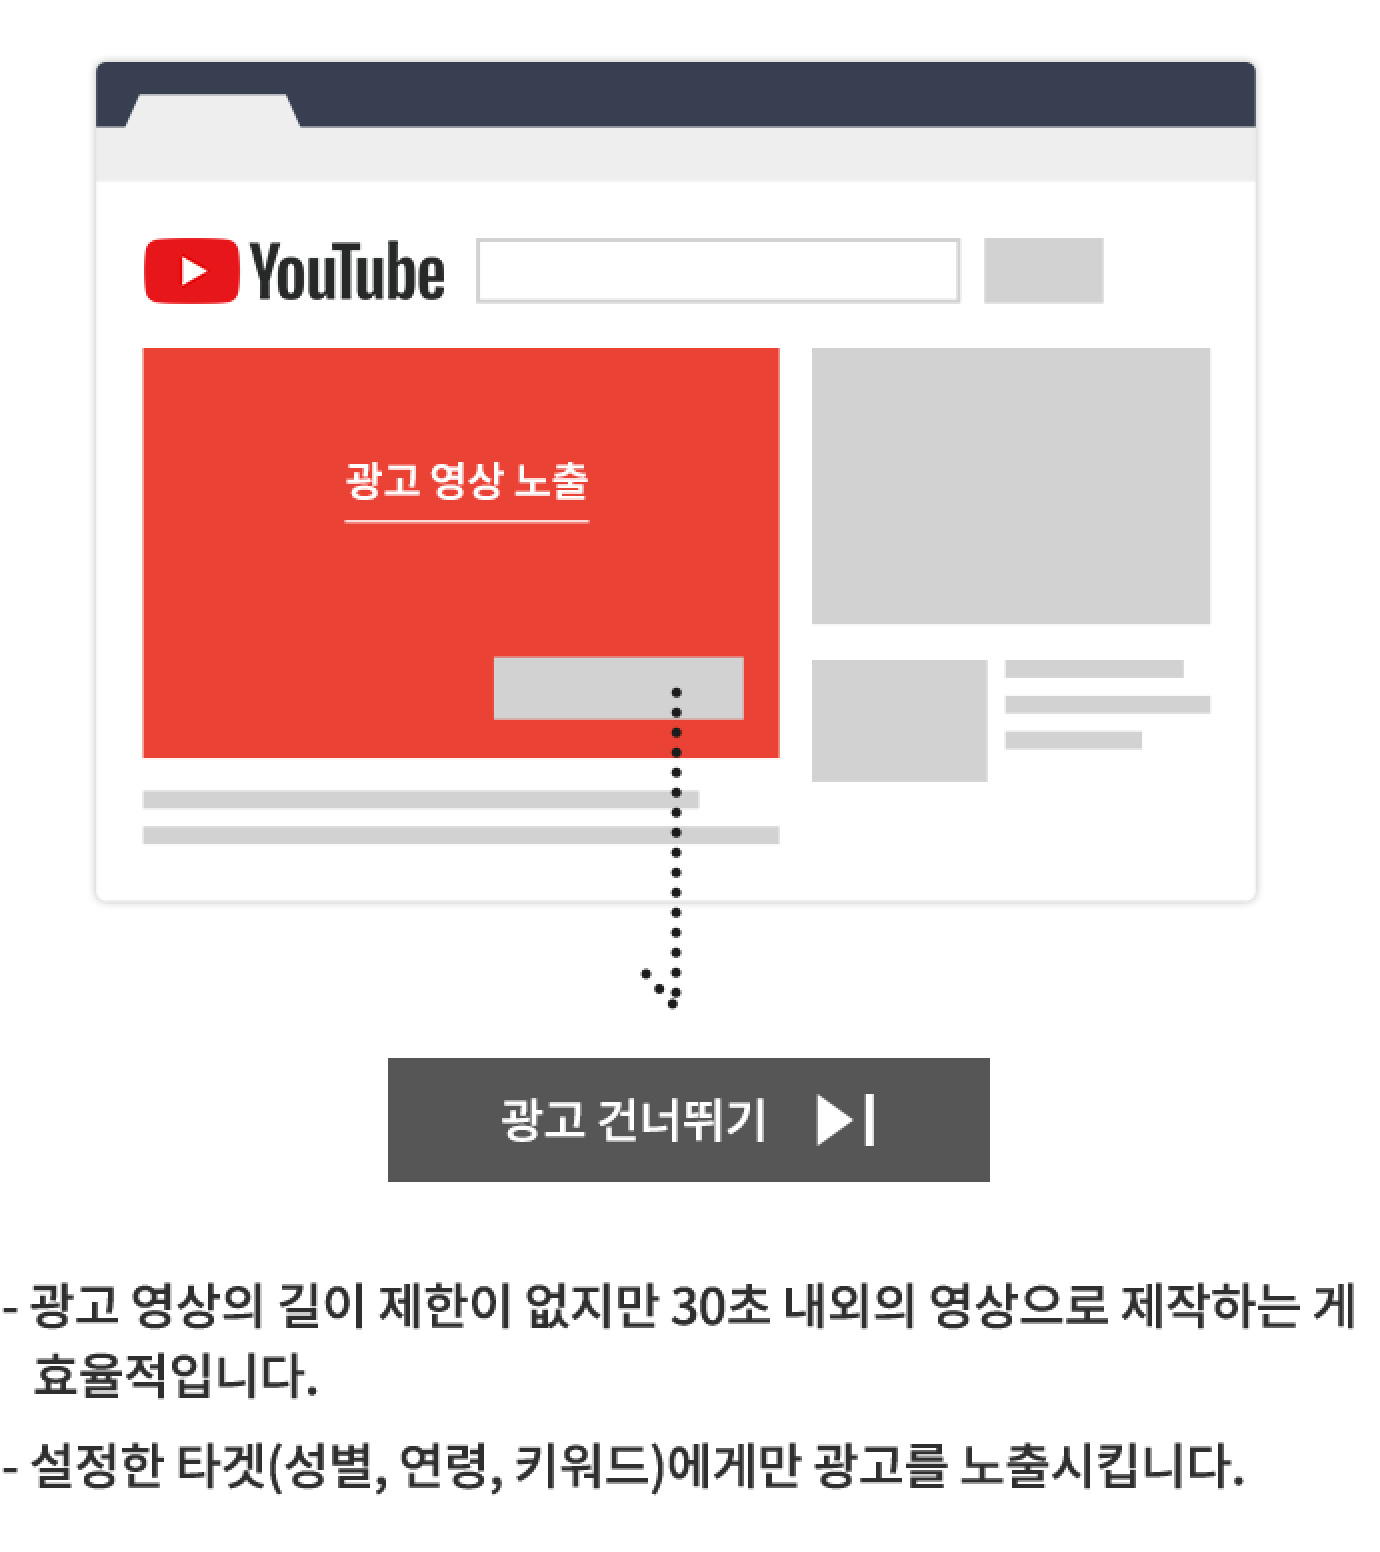 YouTube
광고 영상 노출
광고 건너뛰기
- 광고 영상의 길이 제한이 없지만 30초 내외의 영상으로 제작하는 게
효율적입니다.
- 설정한 타겟(성별, 연령, 키워드)에게만 광고를 노출시킵니다.